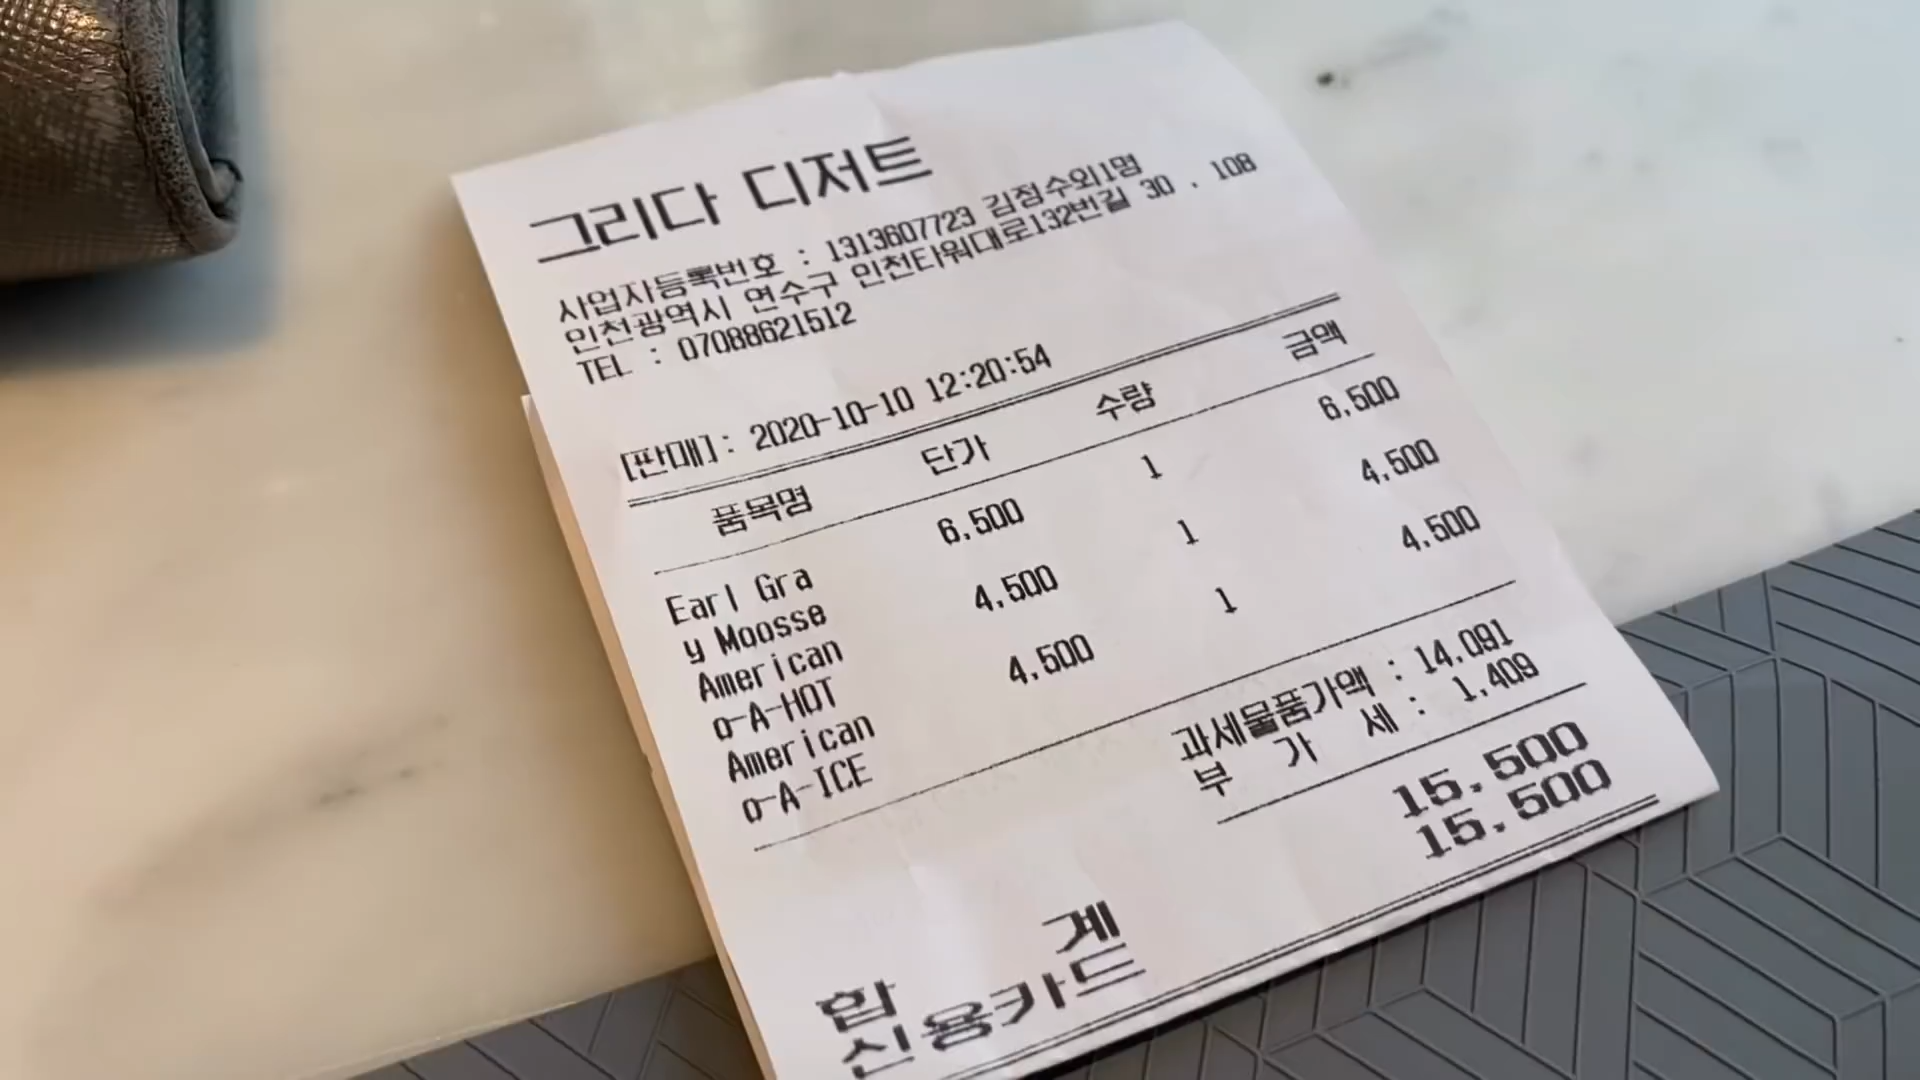 그리다 디저트
사업자등록번호 : 1313607723 김점수외1명
인천광역시 연수구 인천타워대로132번길 30 . 108
TEL : 07088621512
[판매]: 2020-10-10 12:20:54
품목명 단가 수량 금액
Earl Gra 6,500 1 6,500
y Moosse
American 4,500 1 4,500
o-A-HOT
American 4,500 1 4,500
o-A-ICE
과세물품가액 : 14,091
부 가 세 : 1,409
합 계 15,500
신용카드 15,500